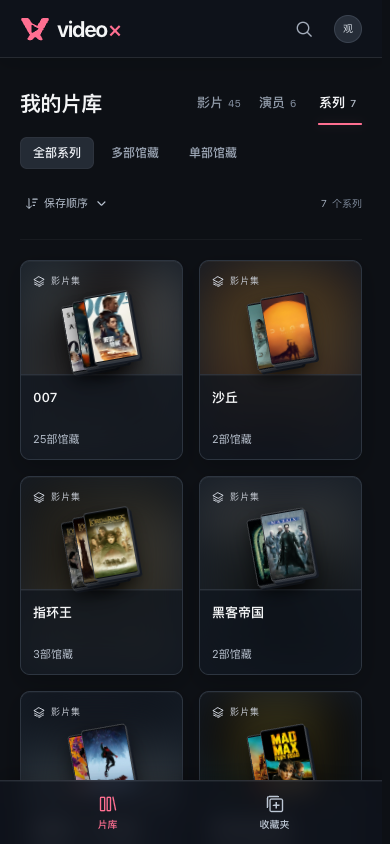 videox
观
我的片库
影片 45 演员 6 系列 7
全部系列 多部馆藏 单部馆藏
保存顺序
7 个系列
影片集
007
007
25部馆藏
影片集
沙丘
2部馆藏
影片集
指环王
3部馆藏
影片集
黑客帝国
2部馆藏
影片集
影片集
MAD
MAX
片库
收藏夹